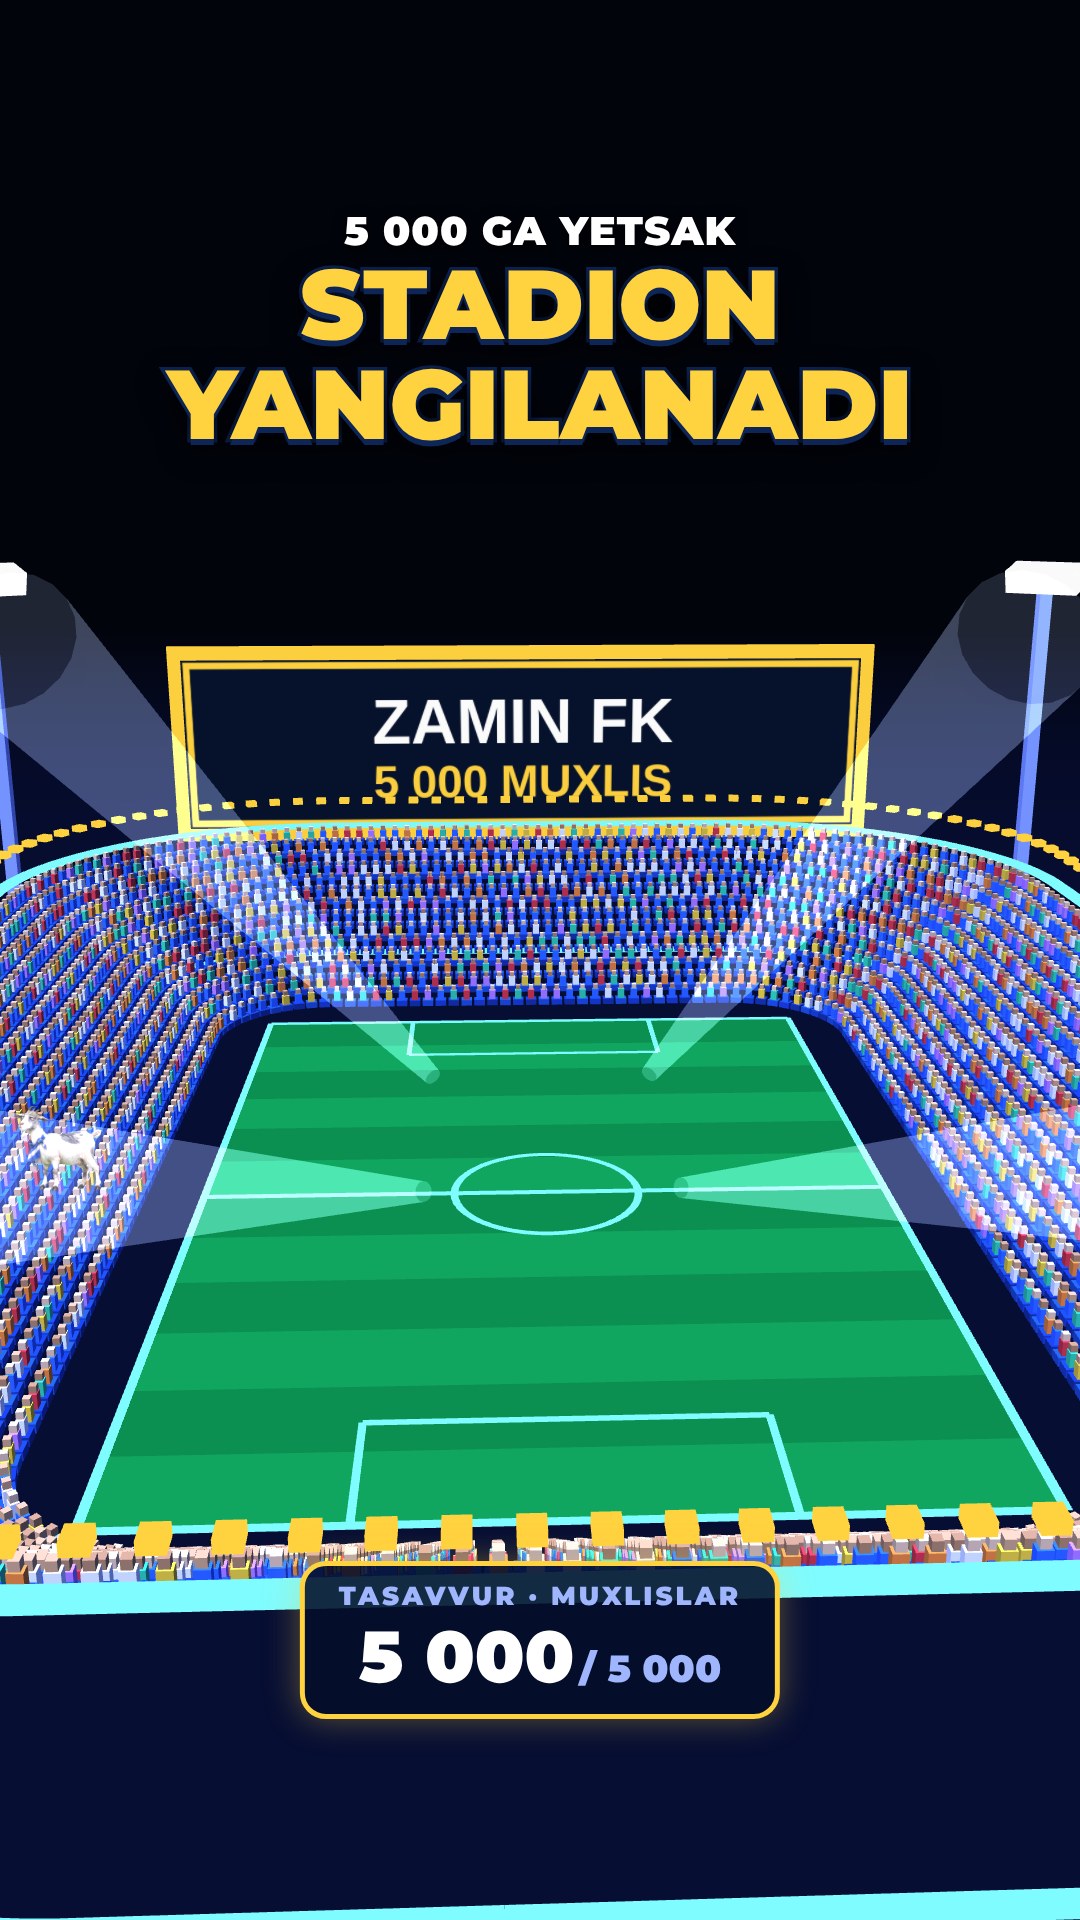 5 000 GA YETSAK
STADION
YANGILANADI
ZAMIN FK
5 000 MUXLIS
TASAVVUR • MUXLISLAR
5 000 / 5 000